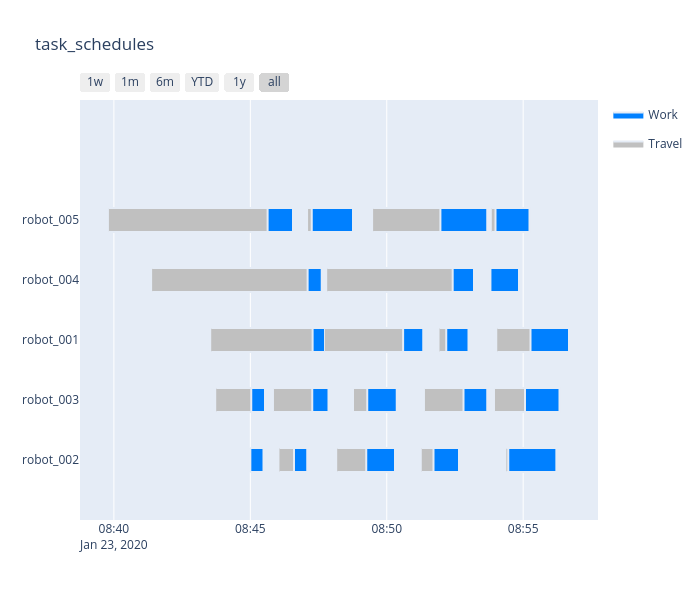 task_schedules
1w 1m 6m YTD 1y all
Work
Travel
robot_005
robot_004
robot_001
robot_003
robot_002
08:40 08:45 08:50 08:55
Jan 23, 2020